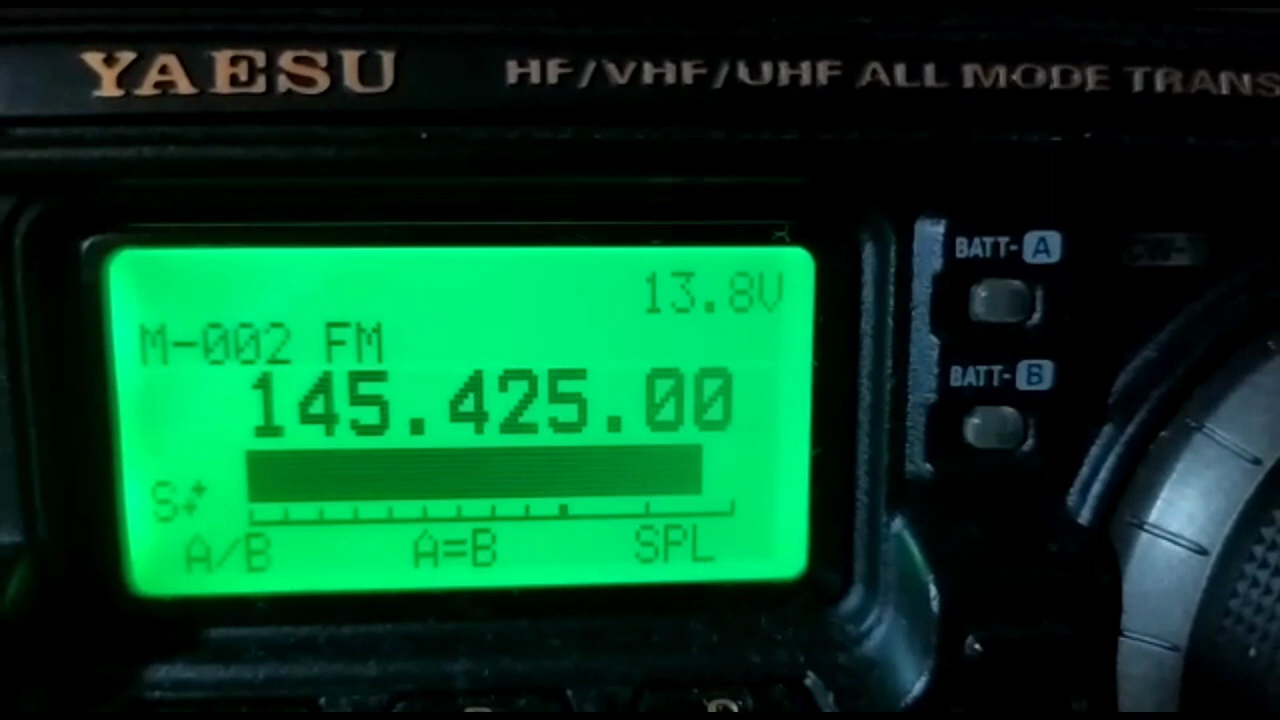 YAESU HF/VHF/UHF ALL MODE TRANS
13.8V
M-002 FM
145.425.00
S
A/B A=B SPL
BATT-A
BATT-B